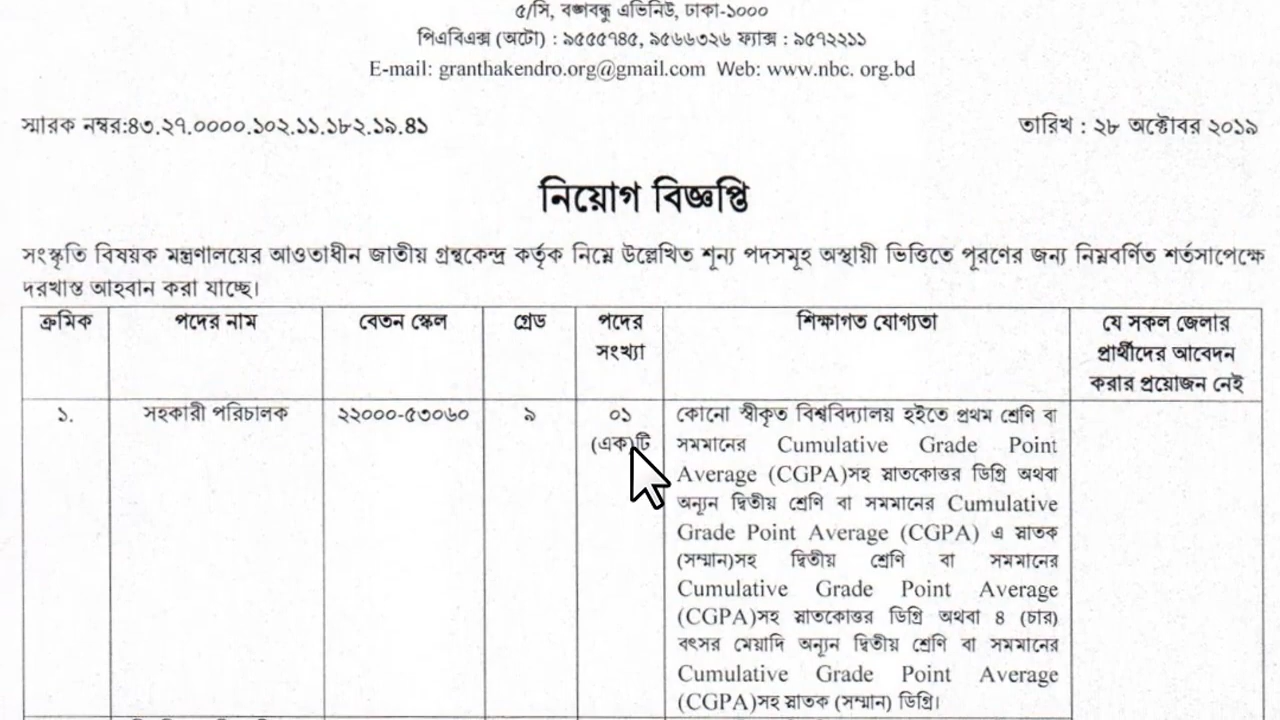 ৫/সি, বঙ্গবন্ধু এভিনিউ, ঢাকা-১০০০
পিএবিএক্স (অটো) : ৯৫৫৫৭৪৫, ৯৫৬৬৩২৬ ফ্যাক্স : ৯৫৭২২১১
E-mail: granthakendro.org@gmail.com Web: www.nbc. org.bd
স্মারক নম্বর:৪৩.২৭.০০০০.১০২.১১.১৮২.১৯.৪১
তারিখ : ২৮ অক্টোবর ২০১৯
নিয়োগ বিজ্ঞপ্তি
সংস্কৃতি বিষয়ক মন্ত্রণালয়ের আওতাধীন জাতীয় গ্রন্থকেন্দ্র কর্তৃক নিম্নে উল্লেখিত শূন্য পদসমূহ অস্থায়ী ভিত্তিতে পূরণের জন্য নিম্নবর্ণিত শর্তসাপেক্ষে
দরখাস্ত আহবান করা যাচ্ছে।
ক্রমিক
পদের নাম
বেতন স্কেল
গ্রেড
পদের
সংখ্যা
শিক্ষাগত যোগ্যতা
যে সকল জেলার
প্রার্থীদের আবেদন
করার প্রয়োজন নেই
১.
সহকারী পরিচালক
২২০০০-৫৩০৬০
৯
০১
(এক)টি
কোনো স্বীকৃত বিশ্ববিদ্যালয় হইতে প্রথম শ্রেণি বা
সমমানের Cumulative Grade Point
Average (CGPA)সহ স্নাতকোত্তর ডিগ্রি অথবা
অন্যূন দ্বিতীয় শ্রেণি বা সমমানের Cumulative
Grade Point Average (CGPA) এ স্নাতক
(সম্মান)সহ দ্বিতীয় শ্রেণি বা সমমানের
Cumulative Grade Point Average
(CGPA)সহ স্নাতকোত্তর ডিগ্রি অথবা ৪ (চার)
বৎসর মেয়াদি অন্যূন দ্বিতীয় শ্রেণি বা সমমানের
Cumulative Grade Point Average
(CGPA)সহ স্নাতক (সম্মান) ডিগ্রি।